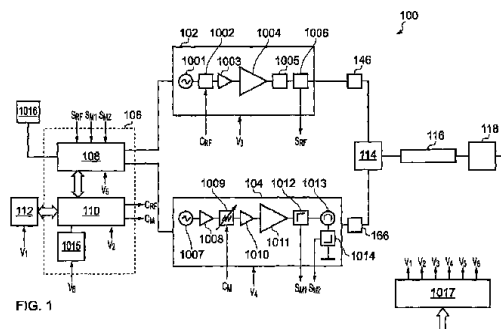 100
102
1002
1004
1006
1001
1003
1005
146
1016
106
SRF SM1 SM2
CRF
V3
SRF
108
114
116
118
V5
1009
104
1012
1013
112
110
CRF
CM
1007
1008
1010
1011
1014
166
V1
1015
V2
CM
V4
SM1
SM2
V6
V1 V2 V3 V4 V5 V6
1017
FIG. 1